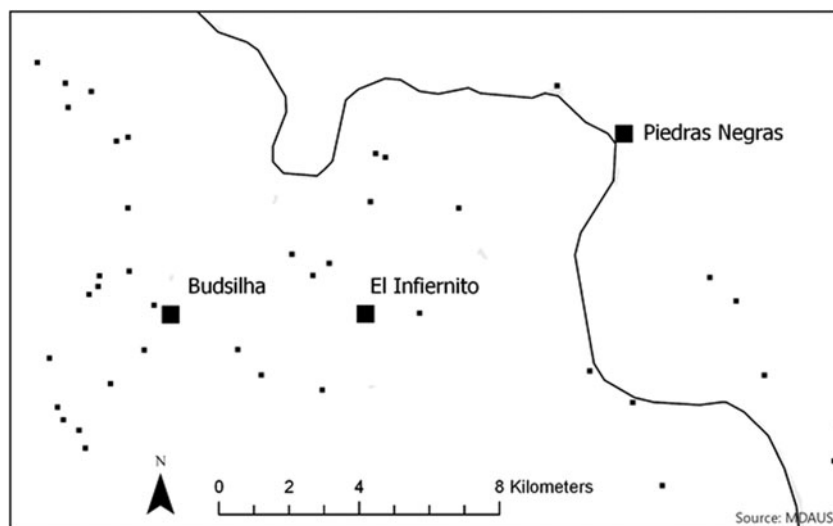 Piedras Negras
Budsilha
El Infiernito
N
0 2 4 8 Kilometers
Source: MDAUS